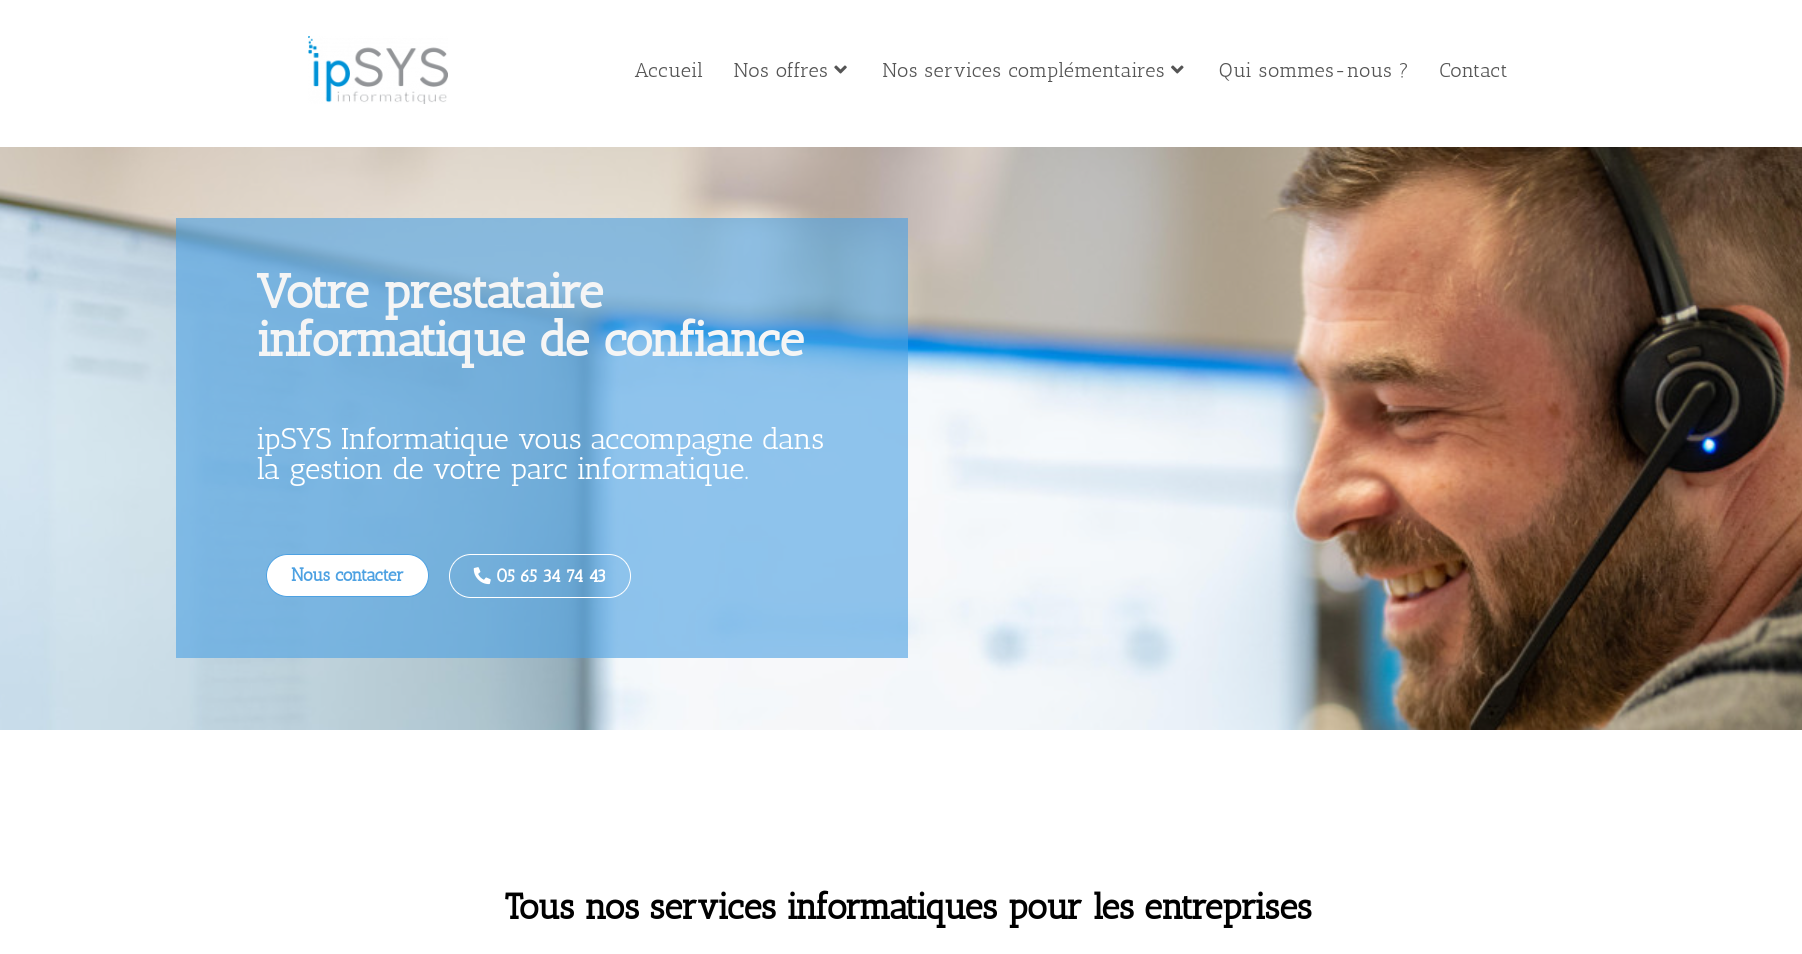 ipSYS
informatique
Accueil Nos offres Nos services complémentaires Qui sommes-nous ? Contact
Votre prestataire
informatique de confiance
ipSYS Informatique vous accompagne dans
la gestion de votre parc informatique.
Nous contacter 05 65 34 74 43
Tous nos services informatiques pour les entreprises